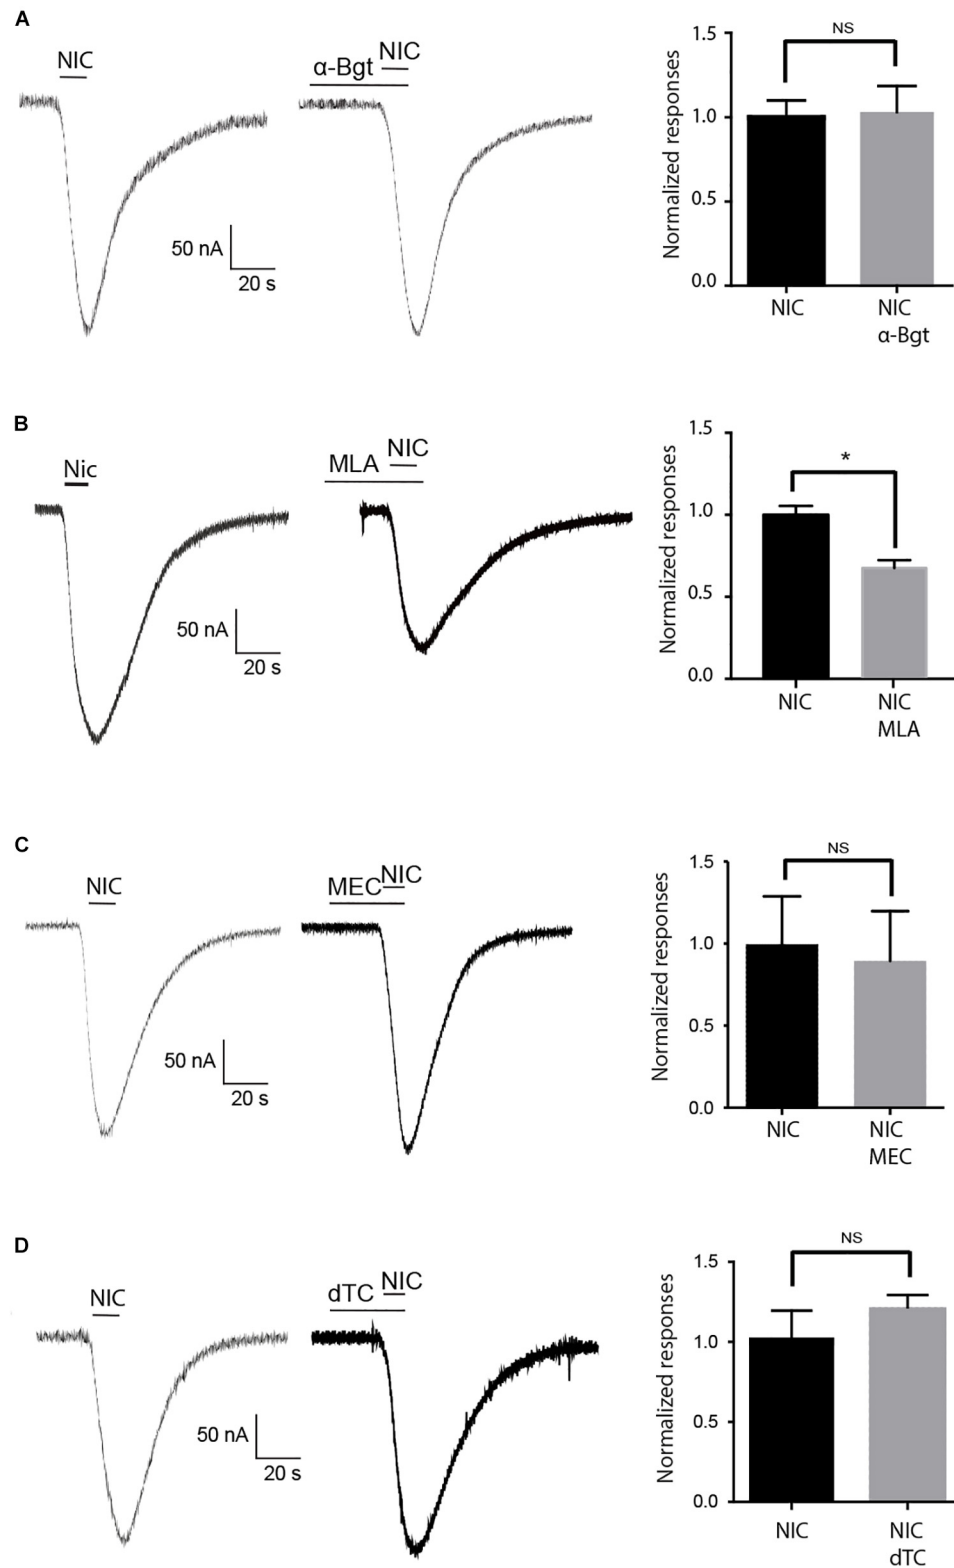 A
NIC
α-Bgt
NIC
50 nA
20 s
Normalized responses
1.5
1.0
0.5
0.0
NS
NIC
NIC
α-Bgt
B
Nic
MLA
NIC
50 nA
20 s
Normalized responses
1.5
1.0
0.5
0.0
*
NIC
NIC
MLA
C
NIC
MEC
NIC
50 nA
20 s
Normalized responses
1.5
1.0
0.5
0.0
NS
NIC
NIC
MEC
D
NIC
dTC
NIC
50 nA
20 s
Normalized responses
1.5
1.0
0.5
0.0
NS
NIC
NIC
dTC